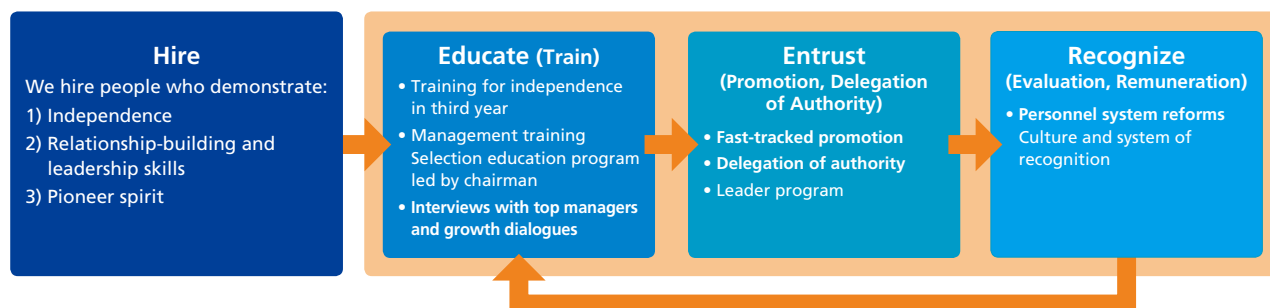 Hire
We hire people who demonstrate:
1) Independence
2) Relationship-building and
leadership skills
3) Pioneer spirit
Educate (Train)
• Training for independence
in third year
• Management training
Selection education program
led by chairman
• Interviews with top managers
and growth dialogues
Entrust
(Promotion, Delegation
of Authority)
• Fast-tracked promotion
• Delegation of authority
• Leader program
Recognize
(Evaluation, Remuneration)
• Personnel system reforms
Culture and system of
recognition